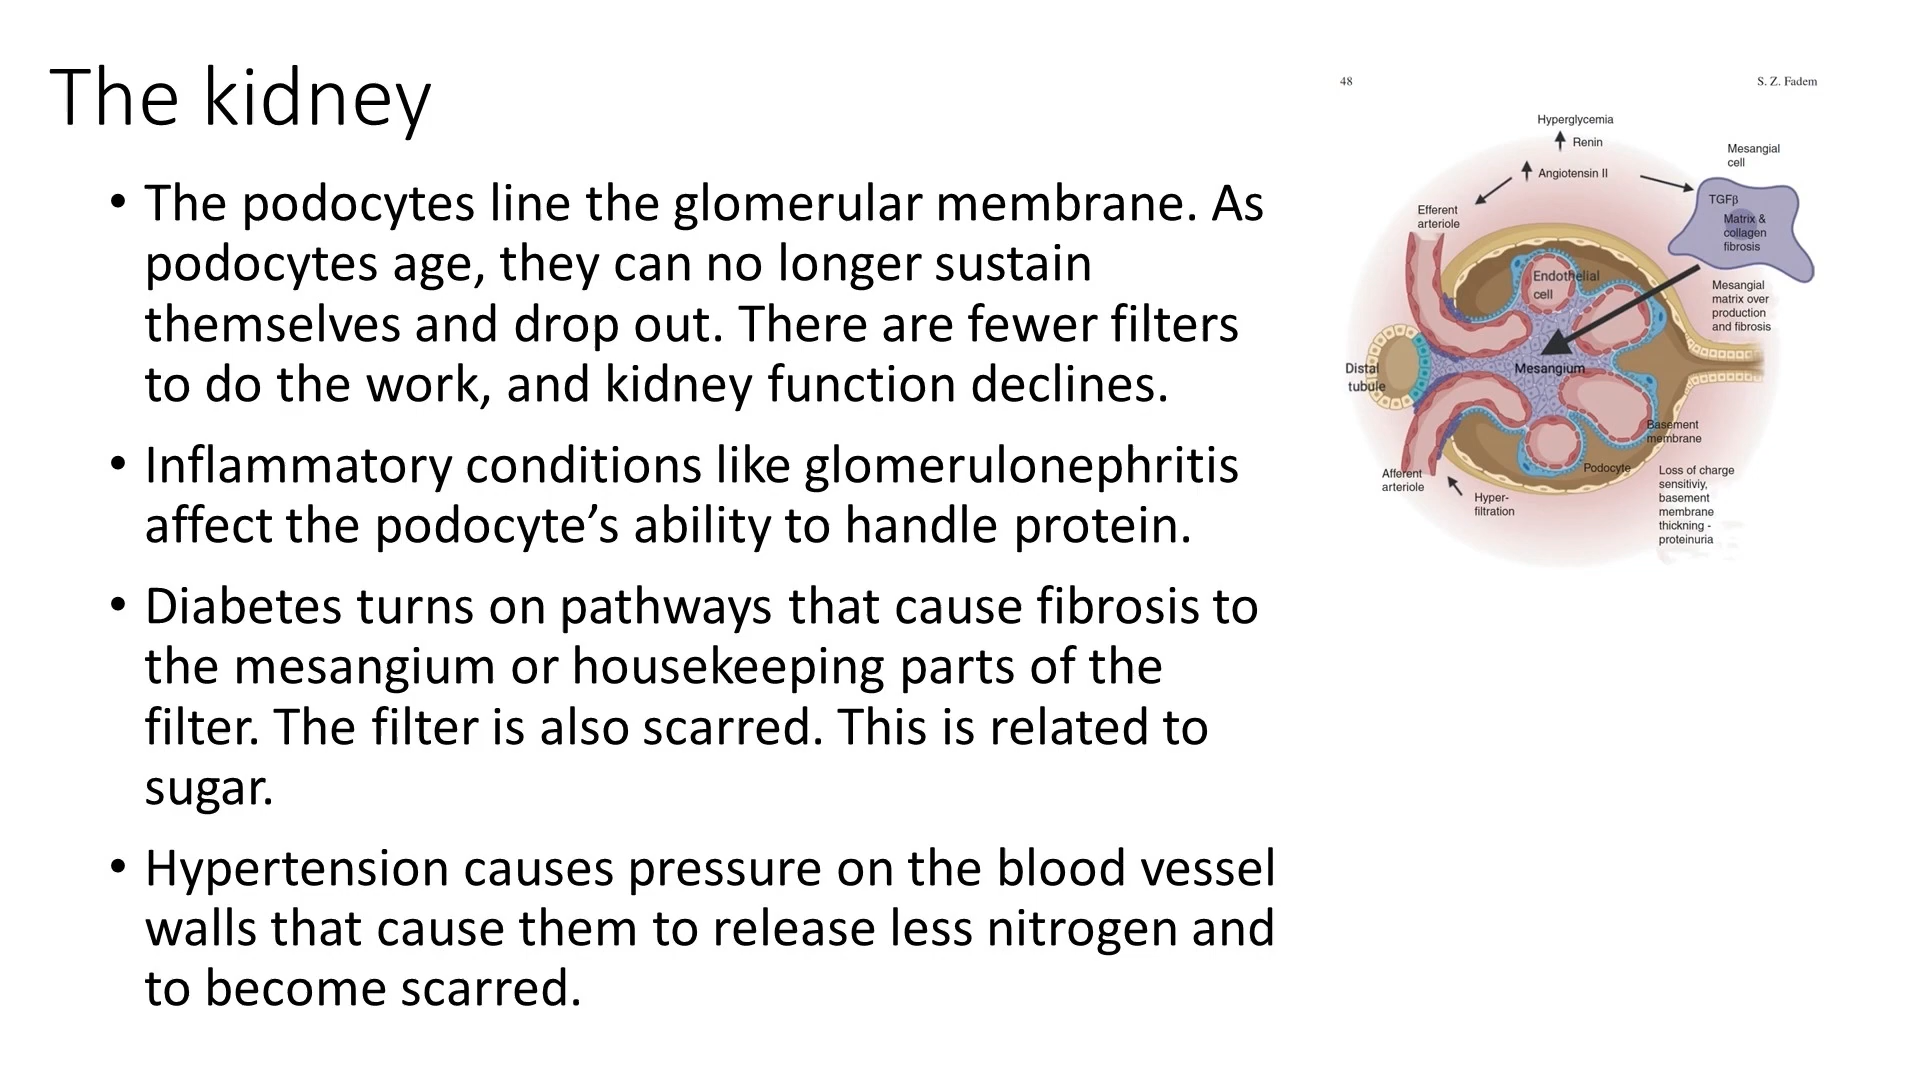 The kidney
• The podocytes line the glomerular membrane. As
podocytes age, they can no longer sustain
themselves and drop out. There are fewer filters
to do the work, and kidney function declines.
• Inflammatory conditions like glomerulonephritis
affect the podocyte’s ability to handle protein.
• Diabetes turns on pathways that cause fibrosis to
the mesangium or housekeeping parts of the
filter. The filter is also scarred. This is related to
sugar.
• Hypertension causes pressure on the blood vessel
walls that cause them to release less nitrogen and
to become scarred.
48
S. Z. Fadem
Hyperglycemia
Renin
Angiotensin II
Mesangial
cell
TGFβ
Matrix &
collagen
fibrosis
Efferent
arteriole
Endothelial
cell
Mesangial
matrix over
production
and fibrosis
Distal
tubule
Mesangium
Basement
membrane
Podocyte
Afferent
arteriole
Hyper-
filtration
Loss of charge
sensitiviy,
basement
membrane
thickning -
proteinuria